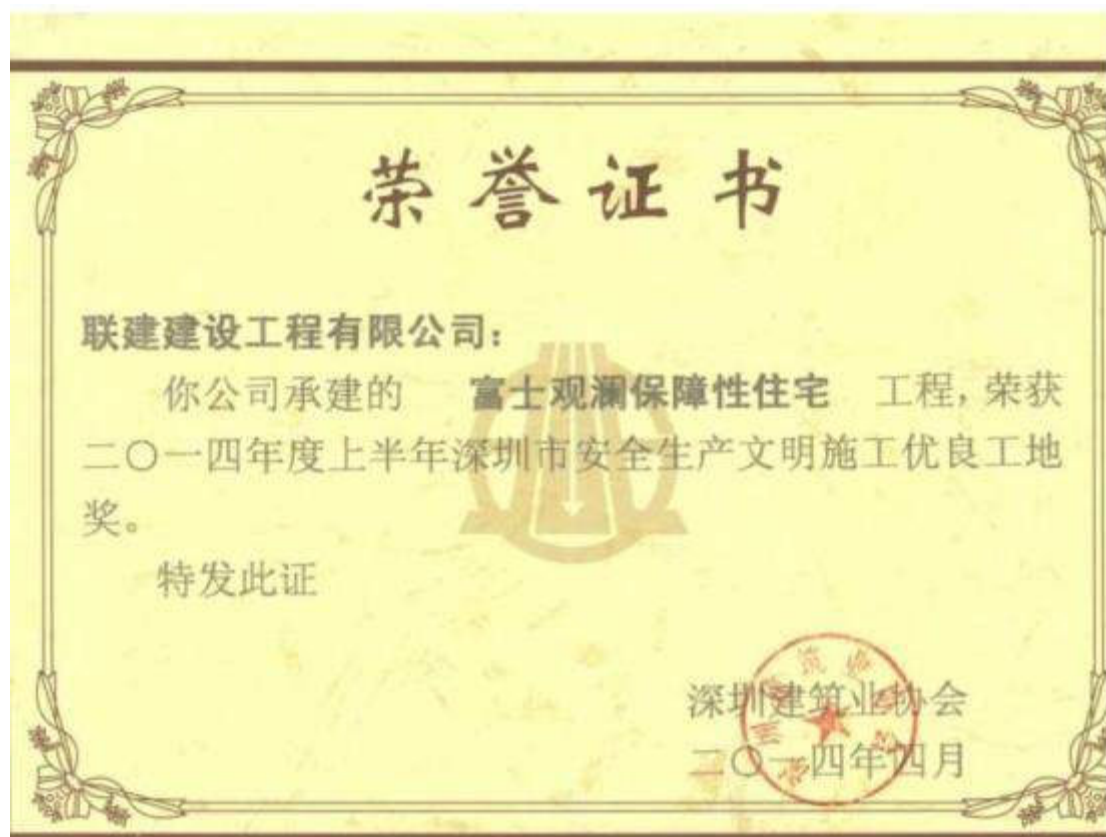 荣誉证书
联建建设工程有限公司：
你公司承建的 富士观澜保障性住宅 工程，荣获
二〇一四年度上半年深圳市安全生产文明施工优良工地
奖。
特发此证
深圳建筑业协会
二〇一四年四月